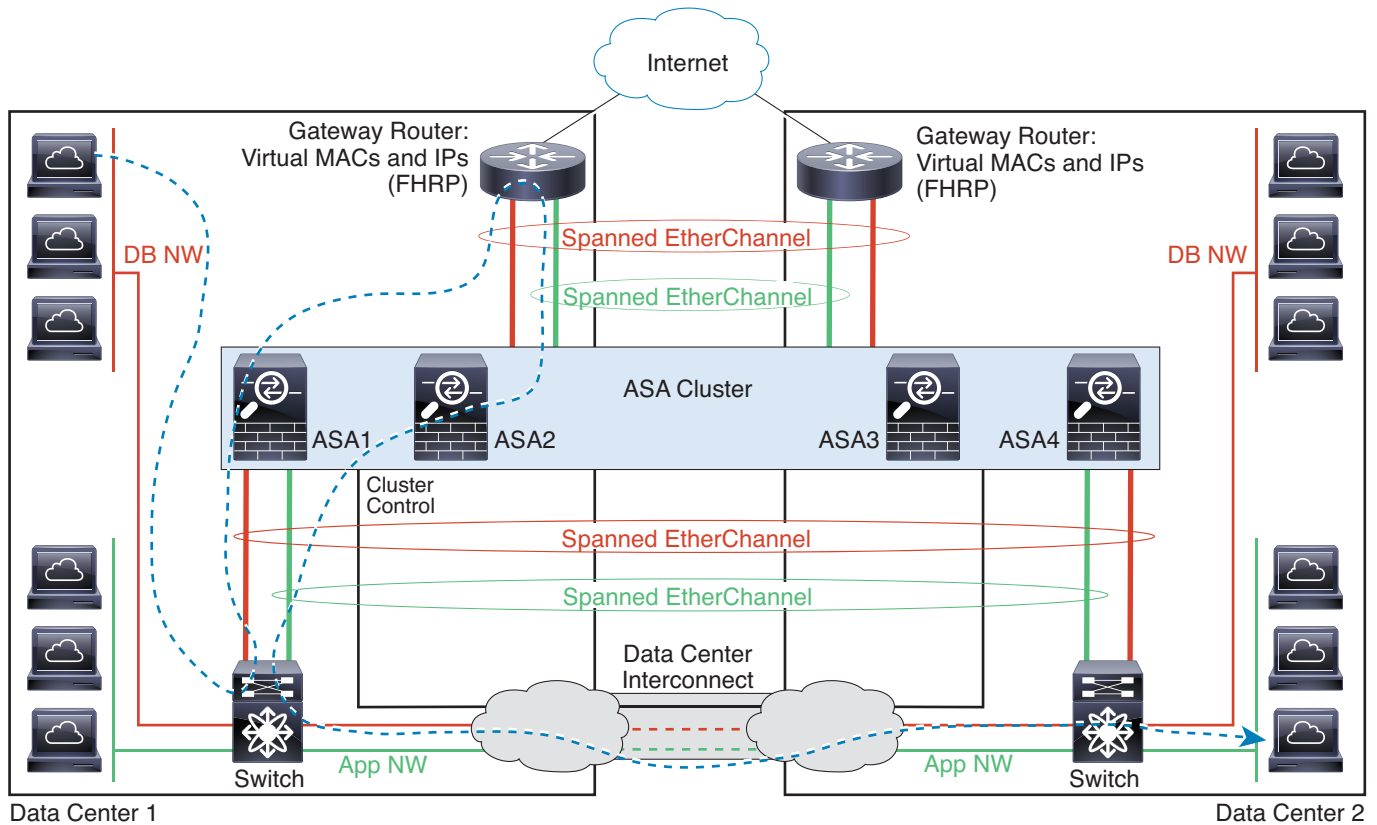 Internet
Gateway Router:
Virtual MACs and IPs
(FHRP)
Gateway Router:
Virtual MACs and IPs
(FHRP)
DB NW
Spanned EtherChannel
DB NW
Spanned EtherChannel
ASA Cluster
ASA1
ASA2
ASA3
ASA4
Cluster
Control
Spanned EtherChannel
Spanned EtherChannel
Data Center
Interconnect
App NW
App NW
Switch
Switch
Data Center 1
Data Center 2